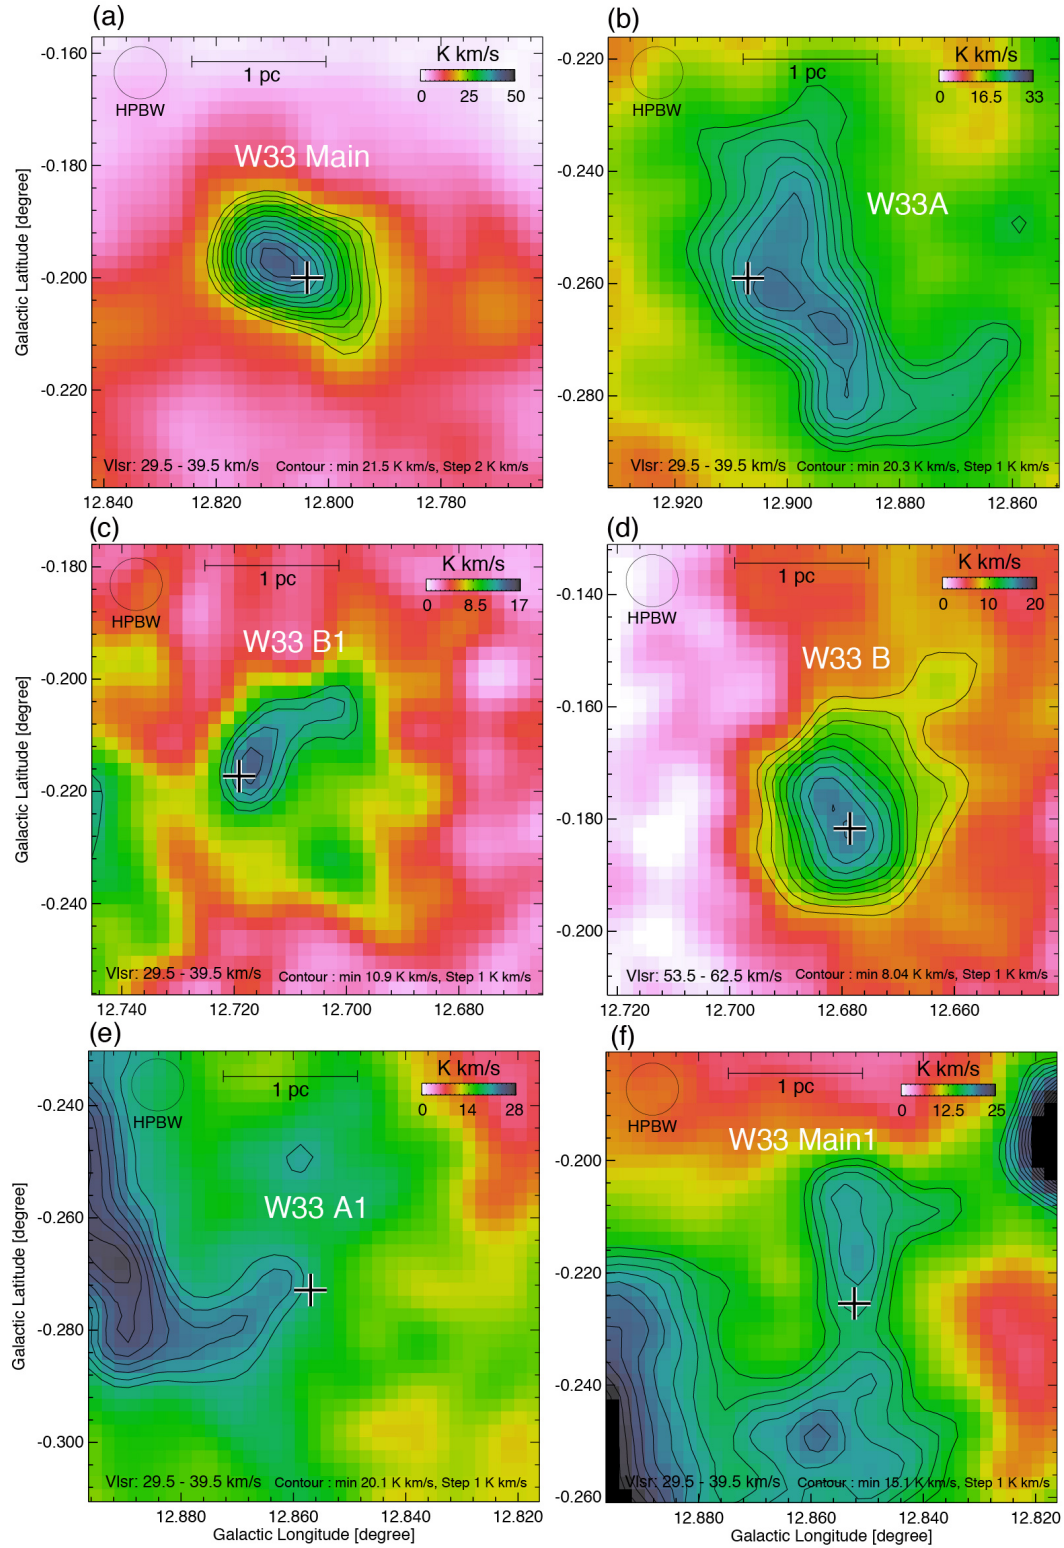 (a)
-0.160
-0.180
-0.200
-0.220
Galactic Latitude [degree]
HPBW
1 pc
K km/s
0 25 50
W33 Main
Vlsr: 29.5 - 39.5 km/s
Contour : min 21.5 K km/s, Step 2 K km/s
12.840 12.820 12.800 12.780
(b)
-0.220
-0.240
-0.260
-0.280
HPBW
1 pc
K km/s
0 16.5 33
W33A
Vlsr: 29.5 - 39.5 km/s
Contour : min 20.3 K km/s, Step 1 K km/s
12.920 12.900 12.880 12.860
(c)
-0.180
-0.200
-0.220
-0.240
Galactic Latitude [degree]
HPBW
1 pc
K km/s
0 8.5 17
W33 B1
Vlsr: 29.5 - 39.5 km/s
Contour : min 10.9 K km/s, Step 1 K km/s
12.740 12.720 12.700 12.680
(d)
-0.140
-0.160
-0.180
-0.200
HPBW
1 pc
K km/s
0 10 20
W33 B
Vlsr: 53.5 - 62.5 km/s
Contour : min 8.04 K km/s, Step 1 K km/s
12.720 12.700 12.680 12.660
(e)
-0.240
-0.260
-0.280
-0.300
Galactic Latitude [degree]
HPBW
1 pc
K km/s
0 14 28
W33 A1
Vlsr: 29.5 - 39.5 km/s
Contour : min 20.1 K km/s, Step 1 K km/s
12.880 12.860 12.840 12.820
Galactic Longitude [degree]
(f)
-0.200
-0.220
-0.240
-0.260
HPBW
1 pc
K km/s
0 12.5 25
W33 Main1
Vlsr: 29.5 - 39.5 km/s
Contour : min 15.1 K km/s, Step 1 K km/s
12.880 12.860 12.840 12.820
Galactic Longitude [degree]